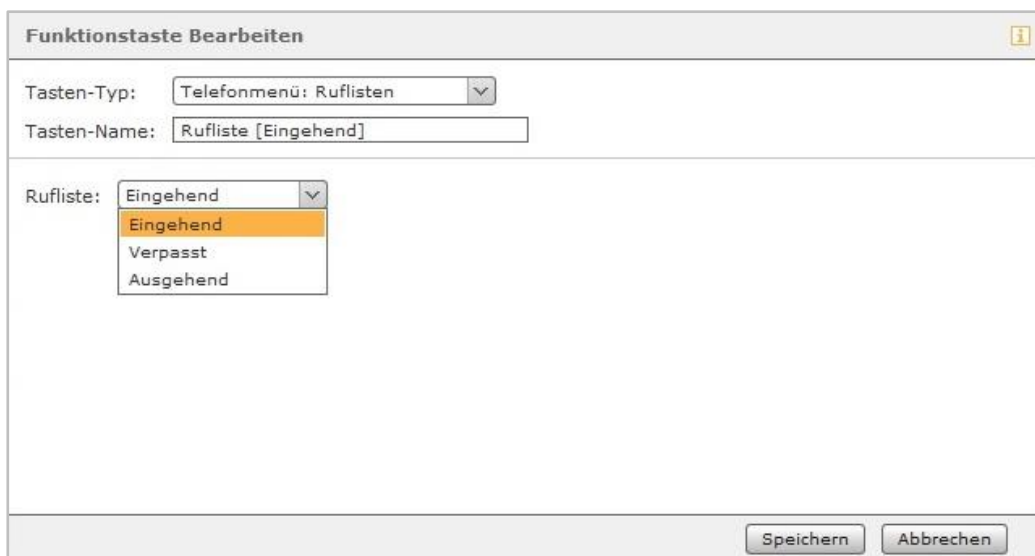 Funktionstaste Bearbeiten
Tasten-Typ: Telefonmenü: Ruflisten
Tasten-Name: Rufliste [Eingehend]
Rufliste: Eingehend
Eingehend
Verpasst
Ausgehend
Speichern Abbrechen